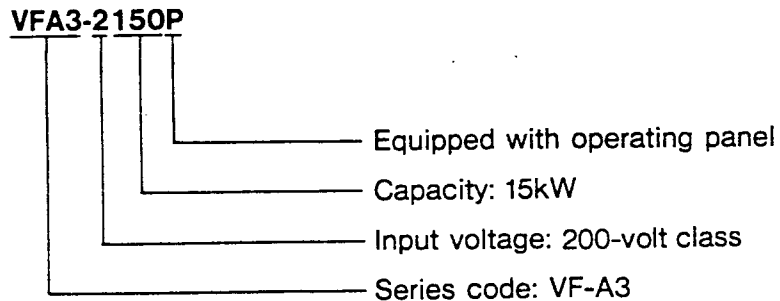 VFA3-2150P
Equipped with operating panel
Capacity: 15kW
Input voltage: 200-volt class
Series code: VF-A3